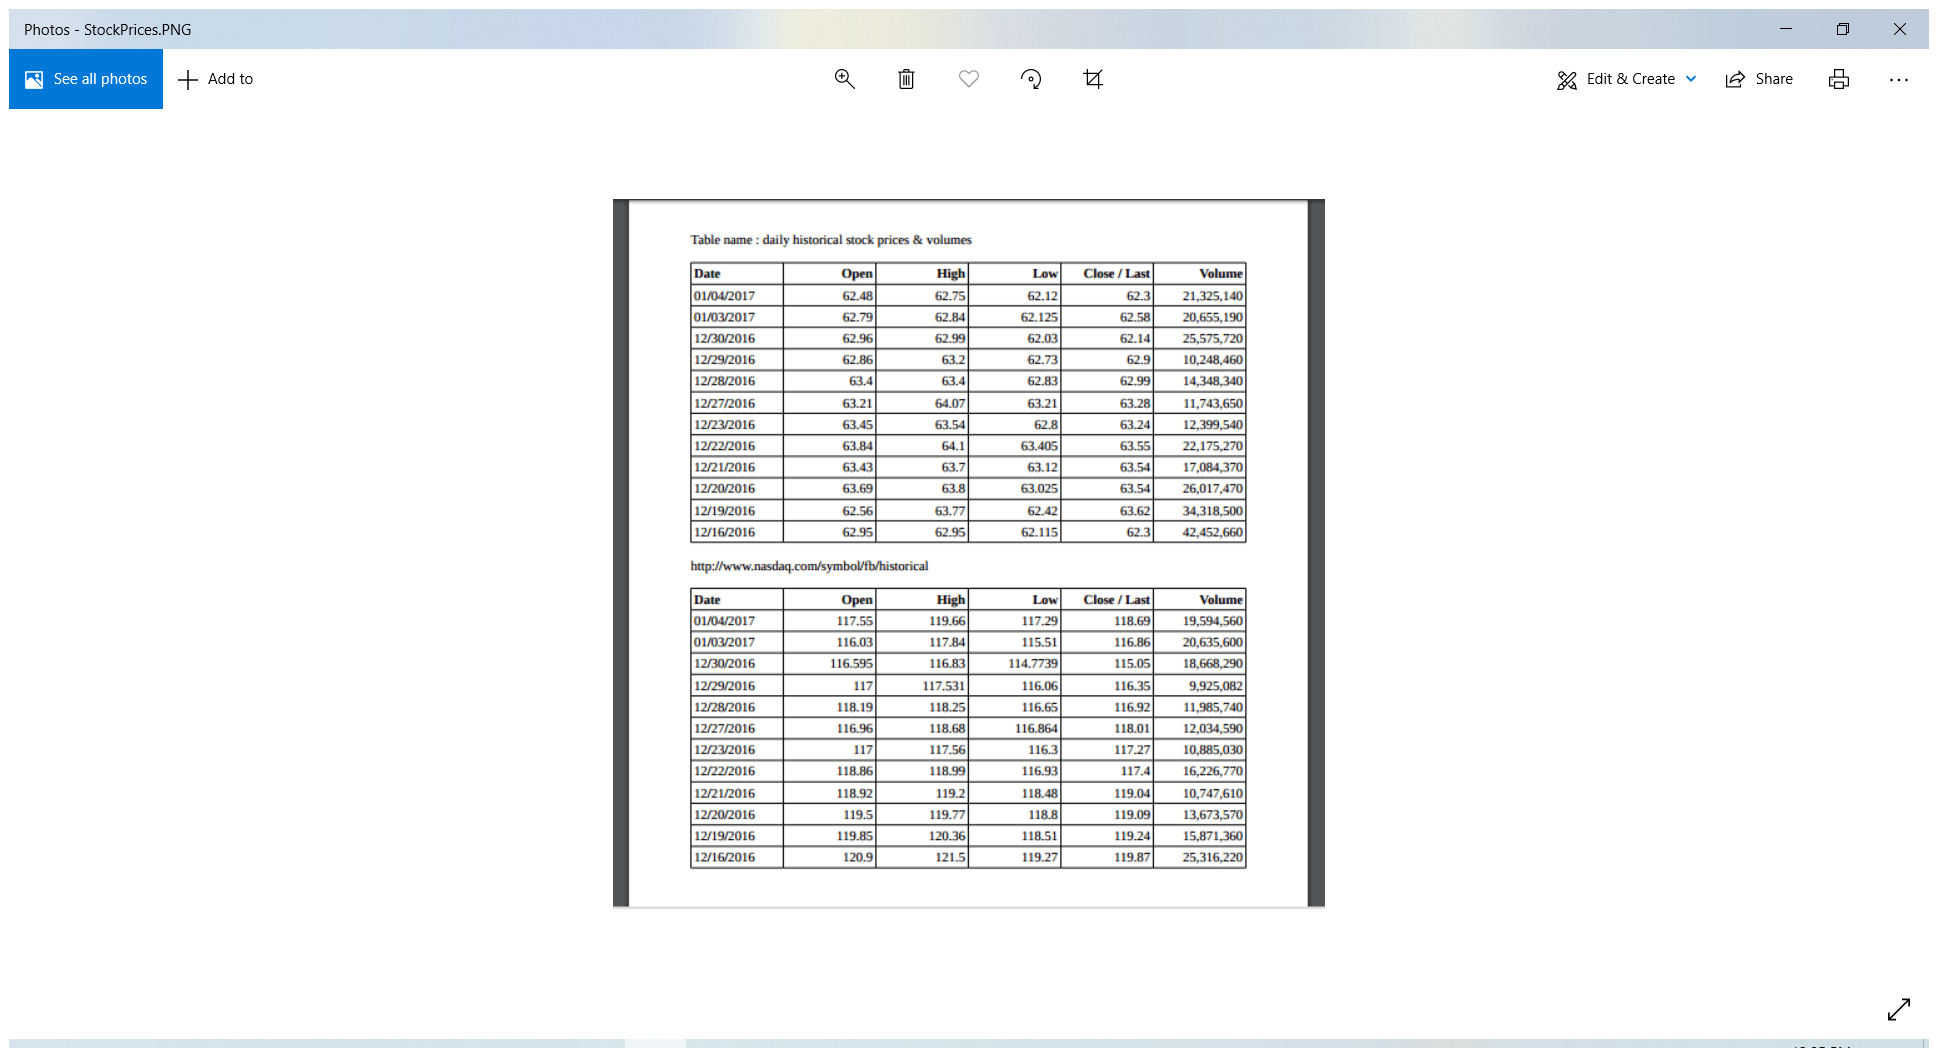 Photos - StockPrices.PNG
See all photos Add to Edit & Create Share
Table name : daily historical stock prices & volumes
Date Open High Low Close / Last Volume
01/04/2017 62.48 62.75 62.12 62.3 21,325,140
01/03/2017 62.79 62.84 62.125 62.58 20,655,190
12/30/2016 62.96 62.99 62.03 62.14 25,575,720
12/29/2016 62.86 63.2 62.73 62.9 10,248,460
12/28/2016 63.4 63.4 62.83 62.99 14,348,340
12/27/2016 63.21 64.07 63.21 63.28 11,743,650
12/23/2016 63.45 63.54 62.8 63.24 12,399,540
12/22/2016 63.84 64.1 63.405 63.55 22,175,270
12/21/2016 63.43 63.7 63.12 63.54 17,084,370
12/20/2016 63.69 63.8 63.025 63.54 26,017,470
12/19/2016 62.56 63.77 62.42 63.62 34,318,500
12/16/2016 62.95 62.95 62.115 62.3 42,452,660
http://www.nasdaq.com/symbol/fb/historical
Date Open High Low Close / Last Volume
01/04/2017 117.55 119.66 117.29 118.69 19,594,560
01/03/2017 116.03 117.84 115.51 116.86 20,635,600
12/30/2016 116.595 116.83 114.7739 115.05 18,668,290
12/29/2016 117 117.531 116.06 116.35 9,925,082
12/28/2016 118.19 118.25 116.65 116.92 11,985,740
12/27/2016 116.96 118.68 116.864 118.01 12,034,590
12/23/2016 117 117.56 116.3 117.27 10,885,030
12/22/2016 118.86 118.99 116.93 117.4 16,226,770
12/21/2016 118.92 119.2 118.48 119.04 10,747,610
12/20/2016 119.5 119.77 118.8 119.09 13,673,570
12/19/2016 119.85 120.36 118.51 119.24 15,871,360
12/16/2016 120.9 121.5 119.27 119.87 25,316,220